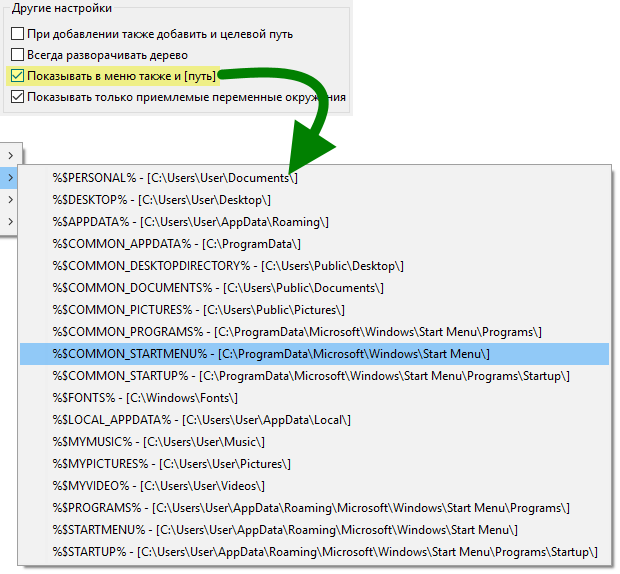 Другие настройки
При добавлении также добавить и целевой путь
Всегда разворачивать дерево
Показывать в меню также и [путь]
Показывать только приемлемые переменные окружения
%$PERSONAL% - [C:\Users\User\Documents\]
%$DESKTOP% - [C:\Users\User\Desktop\]
%$APPDATA% - [C:\Users\User\AppData\Roaming\]
%$COMMON_APPDATA% - [C:\ProgramData\]
%$COMMON_DESKTOPDIRECTORY% - [C:\Users\Public\Desktop\]
%$COMMON_DOCUMENTS% - [C:\Users\Public\Documents\]
%$COMMON_PICTURES% - [C:\Users\Public\Pictures\]
%$COMMON_PROGRAMS% - [C:\ProgramData\Microsoft\Windows\Start Menu\Programs\]
%$COMMON_STARTMENU% - [C:\ProgramData\Microsoft\Windows\Start Menu\]
%$COMMON_STARTUP% - [C:\ProgramData\Microsoft\Windows\Start Menu\Programs\Startup\]
%$FONTS% - [C:\Windows\Fonts\]
%$LOCAL_APPDATA% - [C:\Users\User\AppData\Local\]
%$MYMUSIC% - [C:\Users\User\Music\]
%$MYPICTURES% - [C:\Users\User\Pictures\]
%$MYVIDEO% - [C:\Users\User\Videos\]
%$PROGRAMS% - [C:\Users\User\AppData\Roaming\Microsoft\Windows\Start Menu\Programs\]
%$STARTMENU% - [C:\Users\User\AppData\Roaming\Microsoft\Windows\Start Menu\]
%$STARTUP% - [C:\Users\User\AppData\Roaming\Microsoft\Windows\Start Menu\Programs\Startup\]